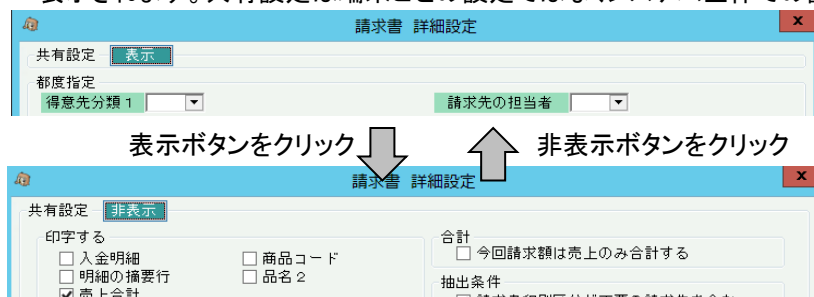 請求書 詳細設定
x
共有設定 表示
都度指定
得意先分類１
請求先の担当者
表示ボタンをクリック
非表示ボタンをクリック
請求書 詳細設定
x
共有設定 非表示
印字する
入金明細
商品コード
明細の摘要行
品名２
売上合計
合計
今回請求額は売上のみ合計する
抽出条件